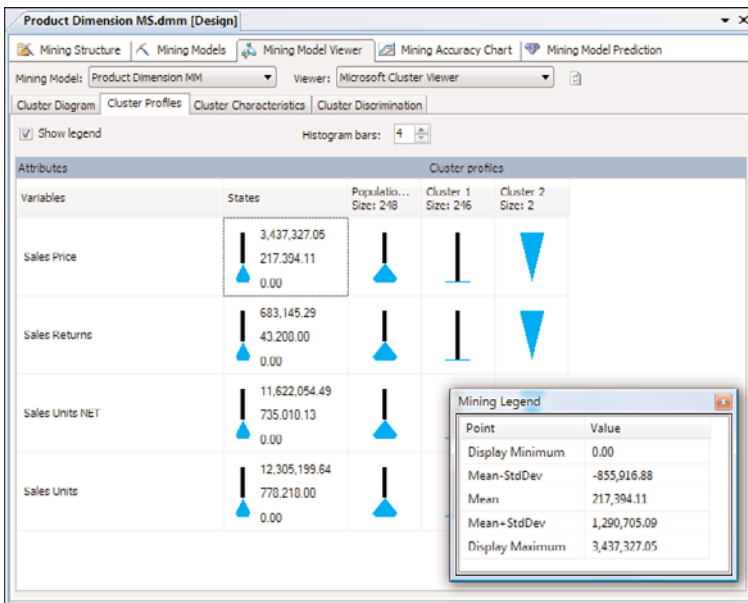 Product Dimension MS.dmm [Design]
Mining Structure Mining Models Mining Model Viewer Mining Accuracy Chart Mining Model Prediction
Mining Model: Product Dimension MM Viewer: Microsoft Cluster Viewer
Cluster Diagram Cluster Profiles Cluster Characteristics Cluster Discrimination
Show legend Histogram bars: 4
Attributes Cluster profiles
Variables States Populatio... Size: 248 Cluster 1 Size: 246 Cluster 2 Size: 2
Sales Price
3,437,327.05
217,394.11
0.00
Sales Returns
683,145.29
43,208.00
0.00
Sales Units NET
11,622,054.49
735,010.13
0.00
Sales Units
12,305,199.64
778,218.00
0.00
Mining Legend
Point Value
Display Minimum 0.00
Mean-StdDev -855,916.88
Mean 217,394.11
Mean+StdDev 1,290,705.09
Display Maximum 3,437,327.05